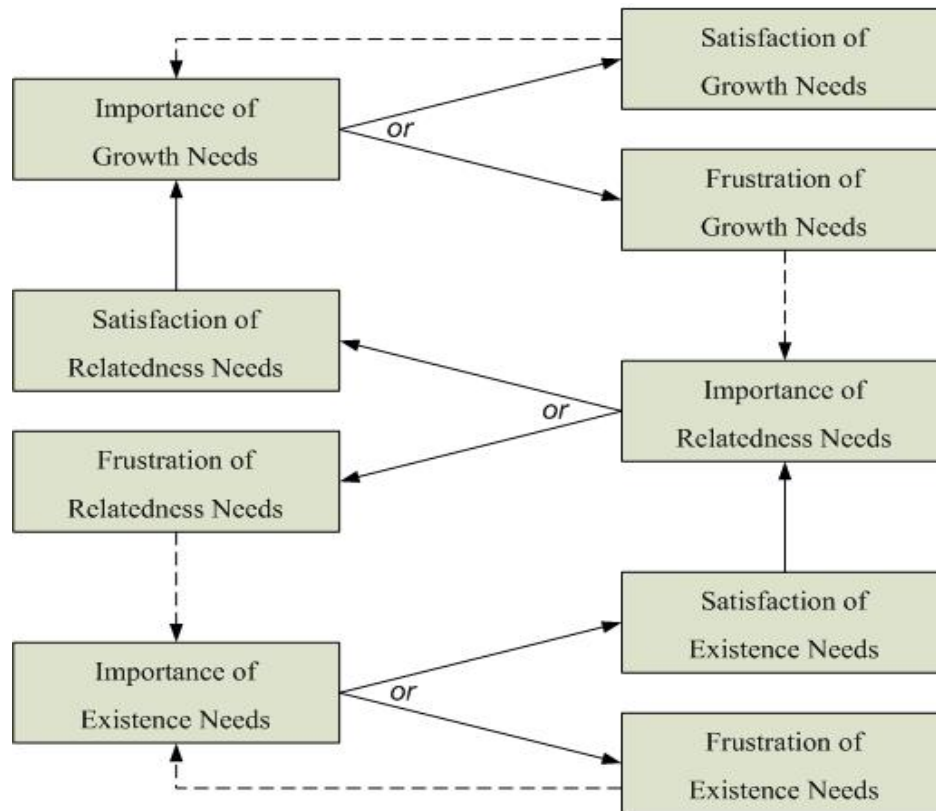 Satisfaction of
Growth Needs
Importance of
Growth Needs
or
Frustration of
Growth Needs
Satisfaction of
Relatedness Needs
Importance of
Relatedness Needs
or
Frustration of
Relatedness Needs
Satisfaction of
Existence Needs
Importance of
Existence Needs
or
Frustration of
Existence Needs